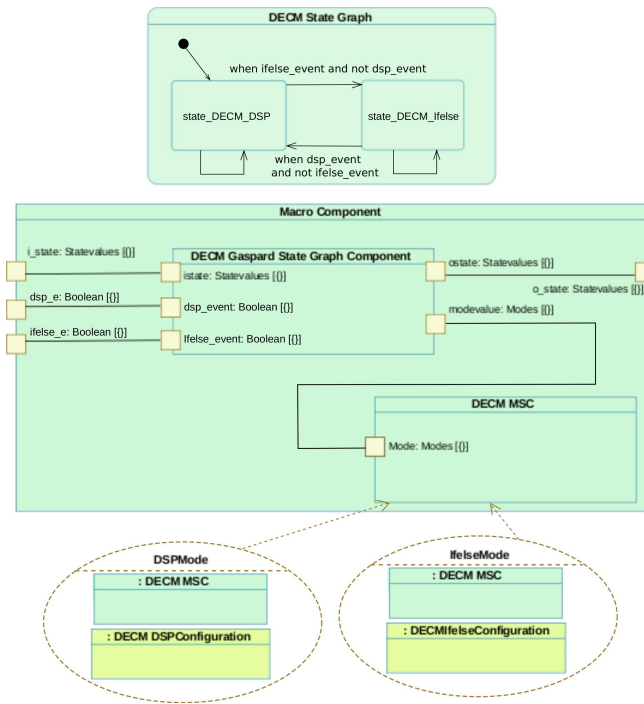 DECM State Graph
when ifelse_event and not dsp_event
state_DECM_DSP
state_DECM_Ifelse
when dsp_event
and not ifelse_event
Macro Component
i_state: Statevalues [{}]
DECM Gaspard State Graph Component
ostate: Statevalues [{}]
istate: Statevalues [{}]
o_state: Statevalues [{}]
dsp_e: Boolean [{}]
dsp_event: Boolean [{}]
modevalue: Modes [{}]
ifelse_e: Boolean [{}]
Ifelse_event: Boolean [{}]
DECM MSC
Mode: Modes [{}]
DSPMode
: DECM MSC
: DECM DSPConfiguration
IfelseMode
: DECM MSC
: DECMIfelseConfiguration